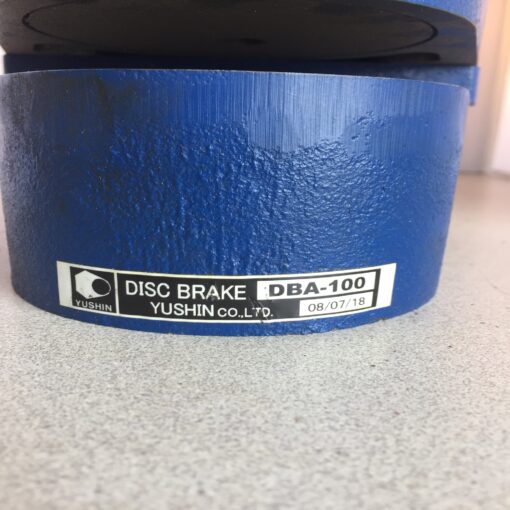 YUSHIN
DISC BRAKE DBA-100
YUSHIN CO.,LTD. 08/07/18